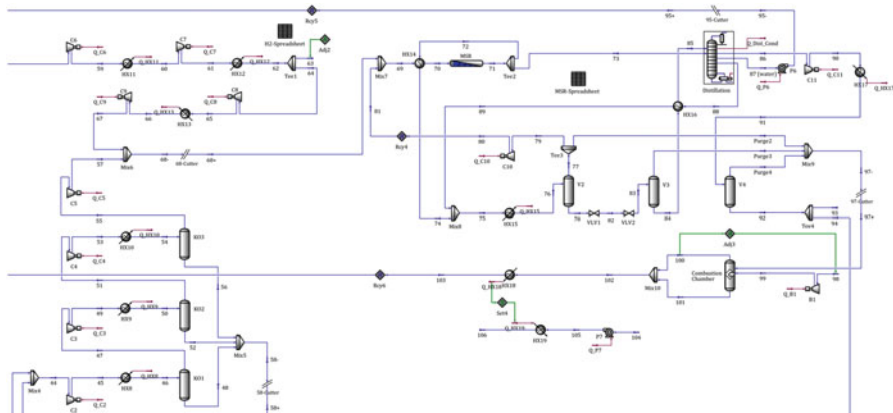 Rcy5
95+
95-Cutter
95-
C6
Q_C6
C7
Q_C7
H2-Spreadsheet
Adj2
59
HX11
Q_HX11
60
61
HX12
Q_HX12
62
Tee1
63
64
Mix7
69
HX14
72
70
MSR
71
Tee2
73
85
Q_Dist_Cond
86
87 (water)
P6
Q_P6
Distillation
C11
Q_C11
90
HX17
Q_HX17
C9
Q_C9
67
66
HX13
Q_HX13
65
Q_C8
C8
MSR-Spreadsheet
81
89
HX16
88
91
57
Mix6
68-
68-Cutter
68+
Rcy4
80
C10
Q_C10
79
Tee3
77
V2
76
Purge2
Purge3
Purge4
Mix9
97-
97-Cutter
97+
C5
Q_C5
55
74
Mix8
75
HX15
Q_HX15
78
VLV1
82
VLV2
83
V3
84
V4
92
Tee4
93
94
53
HX10
Q_HX10
54
KO3
C4
Q_C4
51
56
Rcy6
103
Q_HX18
HX18
102
Mix10
100
Adj3
Combustion
Chamber
99
98
101
Q_B1
B1
Set4
106
Q_HX19
HX19
105
P7
Q_P7
104
49
HX9
Q_HX9
50
KO2
C3
Q_C3
52
47
Mix5
58-
58-Cutter
58+
Mix4
44
45
HX8
Q_HX8
46
KO1
48
C2
Q_C2